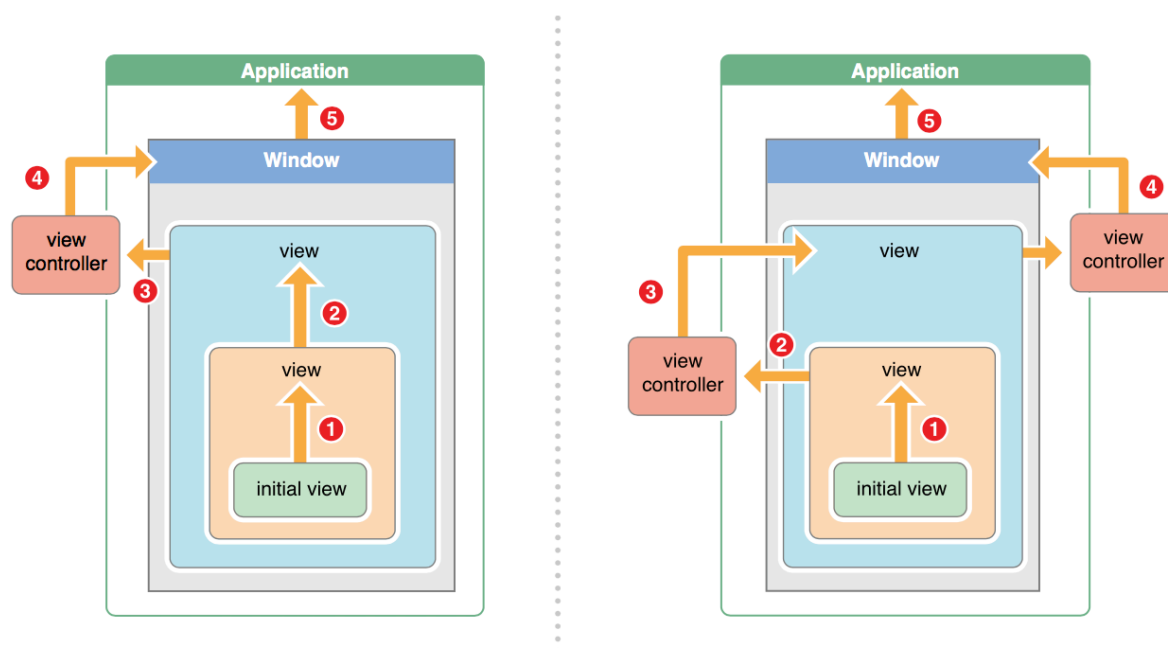 Application
5
Window
4
view
controller
view
3
2
view
1
initial view
Application
5
Window
4
view
controller
view
3
view
controller
2
view
1
initial view